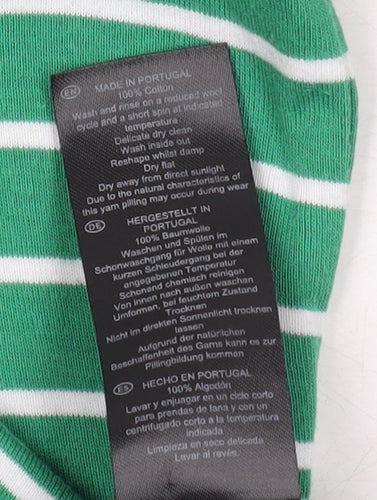 EN MADE IN PORTUGAL
100% Cotton
Wash and rinse on a reduced wool
cycle and a short spin at indicated
temperature
Delicate dry clean
Wash inside out
Reshape whilst damp
Dry flat
Dry away from direct sunlight
Due to the natural characteristics of
this yarn pilling may occur during wear
DE HERGESTELLT IN
PORTUGAL
100% Baumwolle
Waschen und Spülen im
Schonwaschgang für Wolle mit einem
kurzen Schleudergang bei der
angegebenen Temperatur
Schonend chemisch reinigen
Von innen nach außen waschen
Umformen, bei feuchtem Zustand
Trocknen
Nicht im direkten Sonnenlicht trocknen
lassen
Aufgrund der natürlichen
Beschaffenheit des Garns kann es zur
Pillingbildung kommen
ES HECHO EN PORTUGAL
100% Algodón
Lavar y enjuagar en un ciclo corto
para prendas de lana y con un
centrifugado corto a la temperatura
indicada
Limpieza en seco delicada
Lavar al revés.